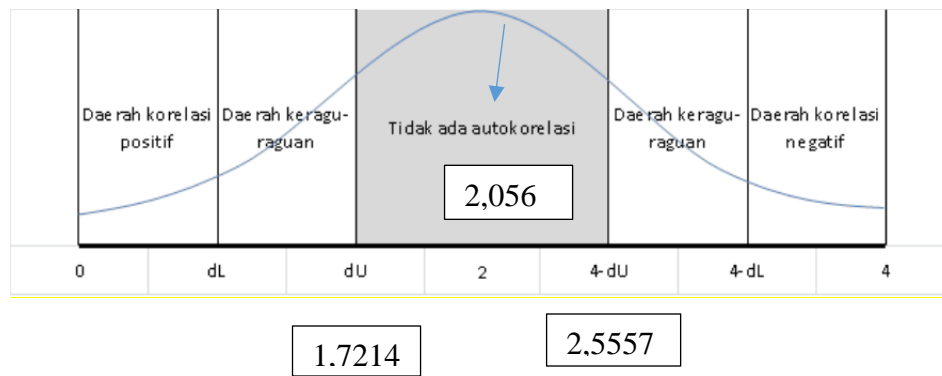 Daerah korelasi
positif
Daerah keragu-
raguan
Tidak ada autokorelasi
Daerah keragu-
raguan
Daerah korelasi
negatif
2,056
0
dL
dU
2
4-dU
4-dL
4
1,7214
2,5557